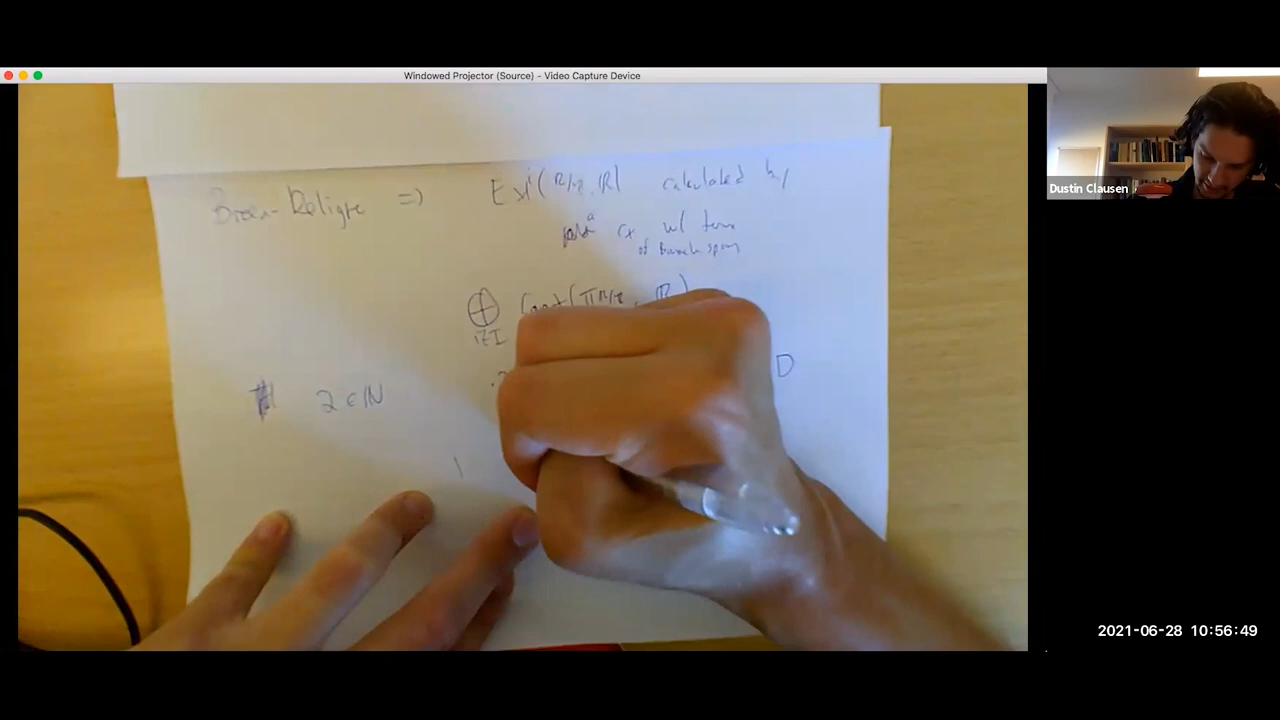 Windowed Projector (Source) - Video Capture Device
Breen-Deligne => Ext^i(R/Z, R) calculated by
a cx w/ terms
of Banach spaces
⊕ Cont(ΠR/Z, R)
i∈I
2 ∈ N
Dustin Clausen
2021-06-28 10:56:49